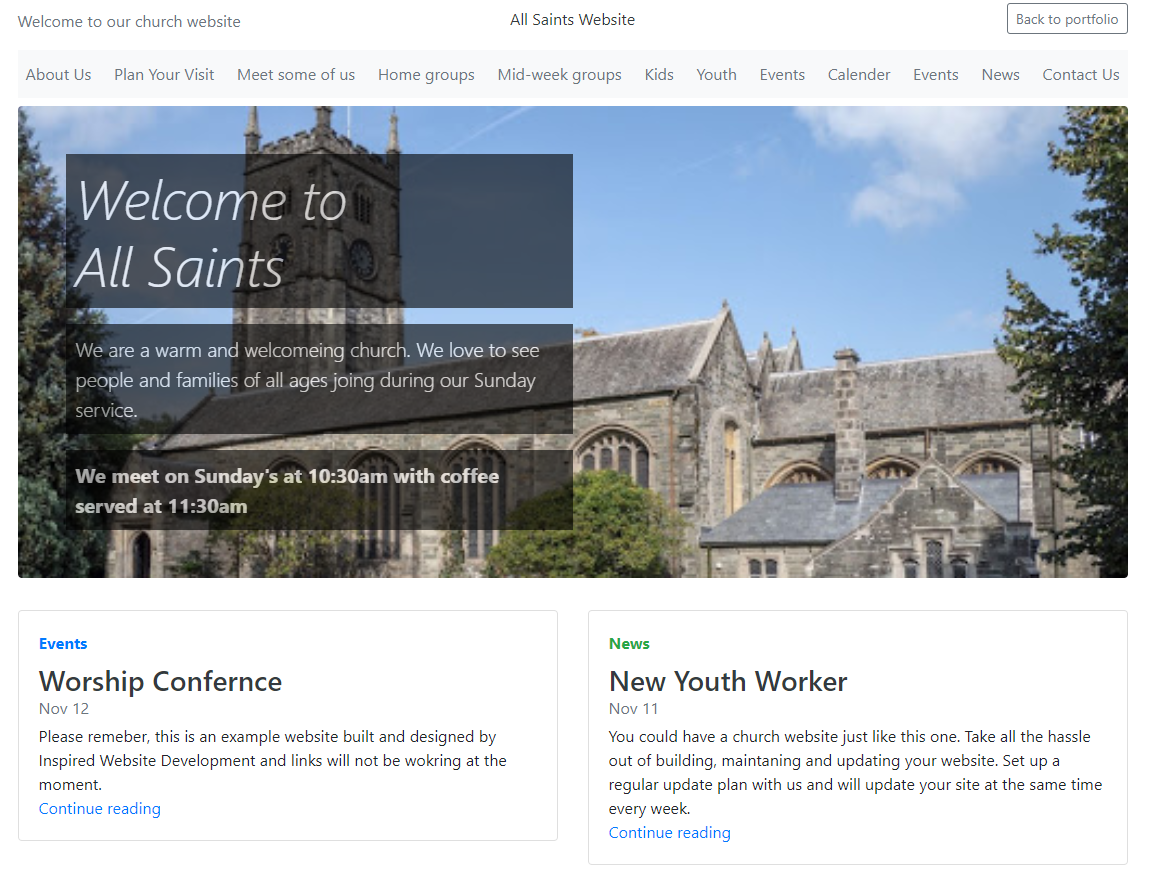 Welcome to our church website
All Saints Website
Back to portfolio
About Us Plan Your Visit Meet some of us Home groups Mid-week groups Kids Youth Events Calender Events News Contact Us
Welcome to
All Saints
We are a warm and welcomeing church. We love to see
people and families of all ages joing during our Sunday
service.
We meet on Sunday's at 10:30am with coffee
served at 11:30am
Events
Worship Confernce
Nov 12
Please remeber, this is an example website built and designed by
Inspired Website Development and links will not be wokring at the
moment.
Continue reading
News
New Youth Worker
Nov 11
You could have a church website just like this one. Take all the hassle
out of building, maintaning and updating your website. Set up a
regular update plan with us and will update your site at the same time
every week.
Continue reading